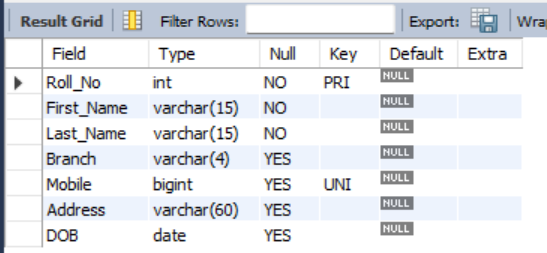 Result Grid Filter Rows: Export: Wra
Field Type Null Key Default Extra
Roll_No int NO PRI NULL
First_Name varchar(15) NO NULL
Last_Name varchar(15) NO NULL
Branch varchar(4) YES NULL
Mobile bigint YES UNI NULL
Address varchar(60) YES NULL
DOB date YES NULL